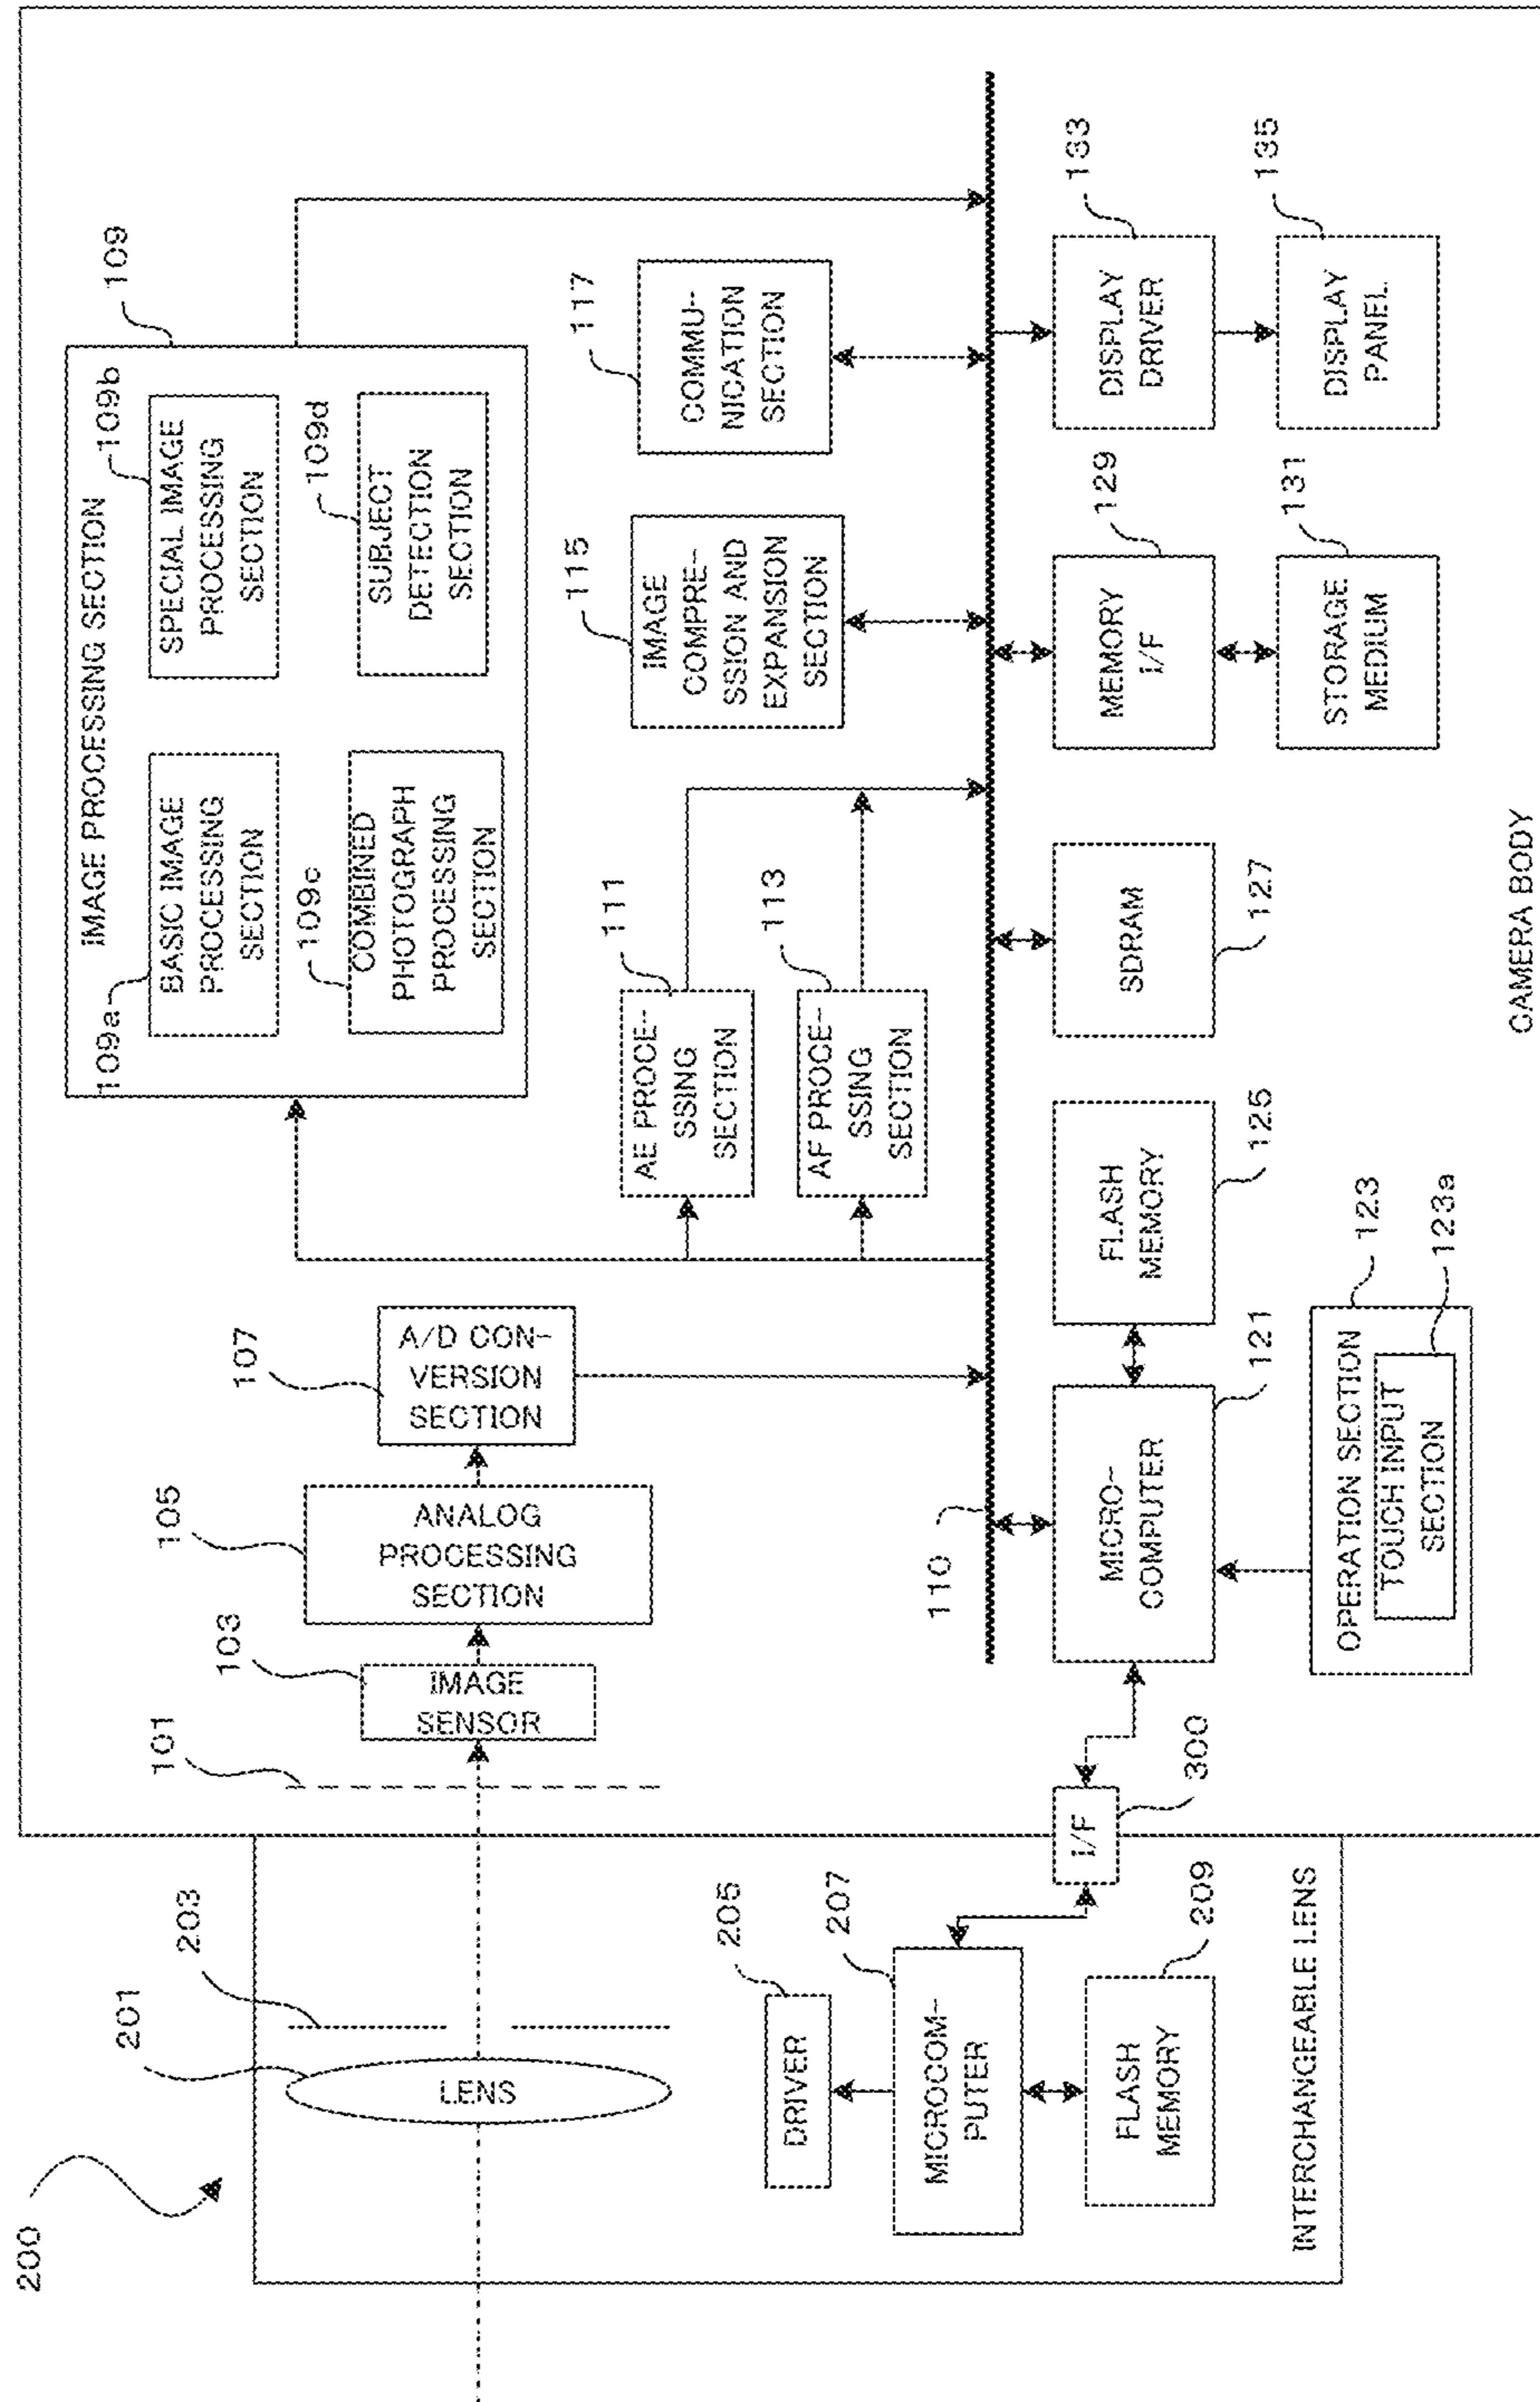 200
201
203
LENS
205
DRIVER
207
MICROCOM-
PUTER
209
FLASH
MEMORY
INTERCHANGEABLE LENS
300
I/F
101
103
IMAGE
SENSOR
105
ANALOG
PROCESSING
SECTION
107
A/D CON-
VERSION
SECTION
109
IMAGE PROCESSING SECTION
109a
BASIC IMAGE
PROCESSING
SECTION
109b
SPECIAL IMAGE
PROCESSING
SECTION
109c
COMBINED
PHOTOGRAPH
PROCESSING
SECTION
109d
SUBJECT
DETECTION
SECTION
111
AE PROCE-
SSING
SECTION
113
AF PROCE-
SSING
SECTION
115
IMAGE
COMPRE-
SSION AND
EXPANSION
SECTION
117
COMMU-
NICATION
SECTION
110
MICRO-
COMPUTER
121
FLASH
MEMORY
125
OPERATION SECTION
123
TOUCH INPUT
SECTION
123a
SDRAM
127
MEMORY
I/F
129
STORAGE
MEDIUM
131
DISPLAY
DRIVER
133
DISPLAY
PANEL
135
CAMERA BODY